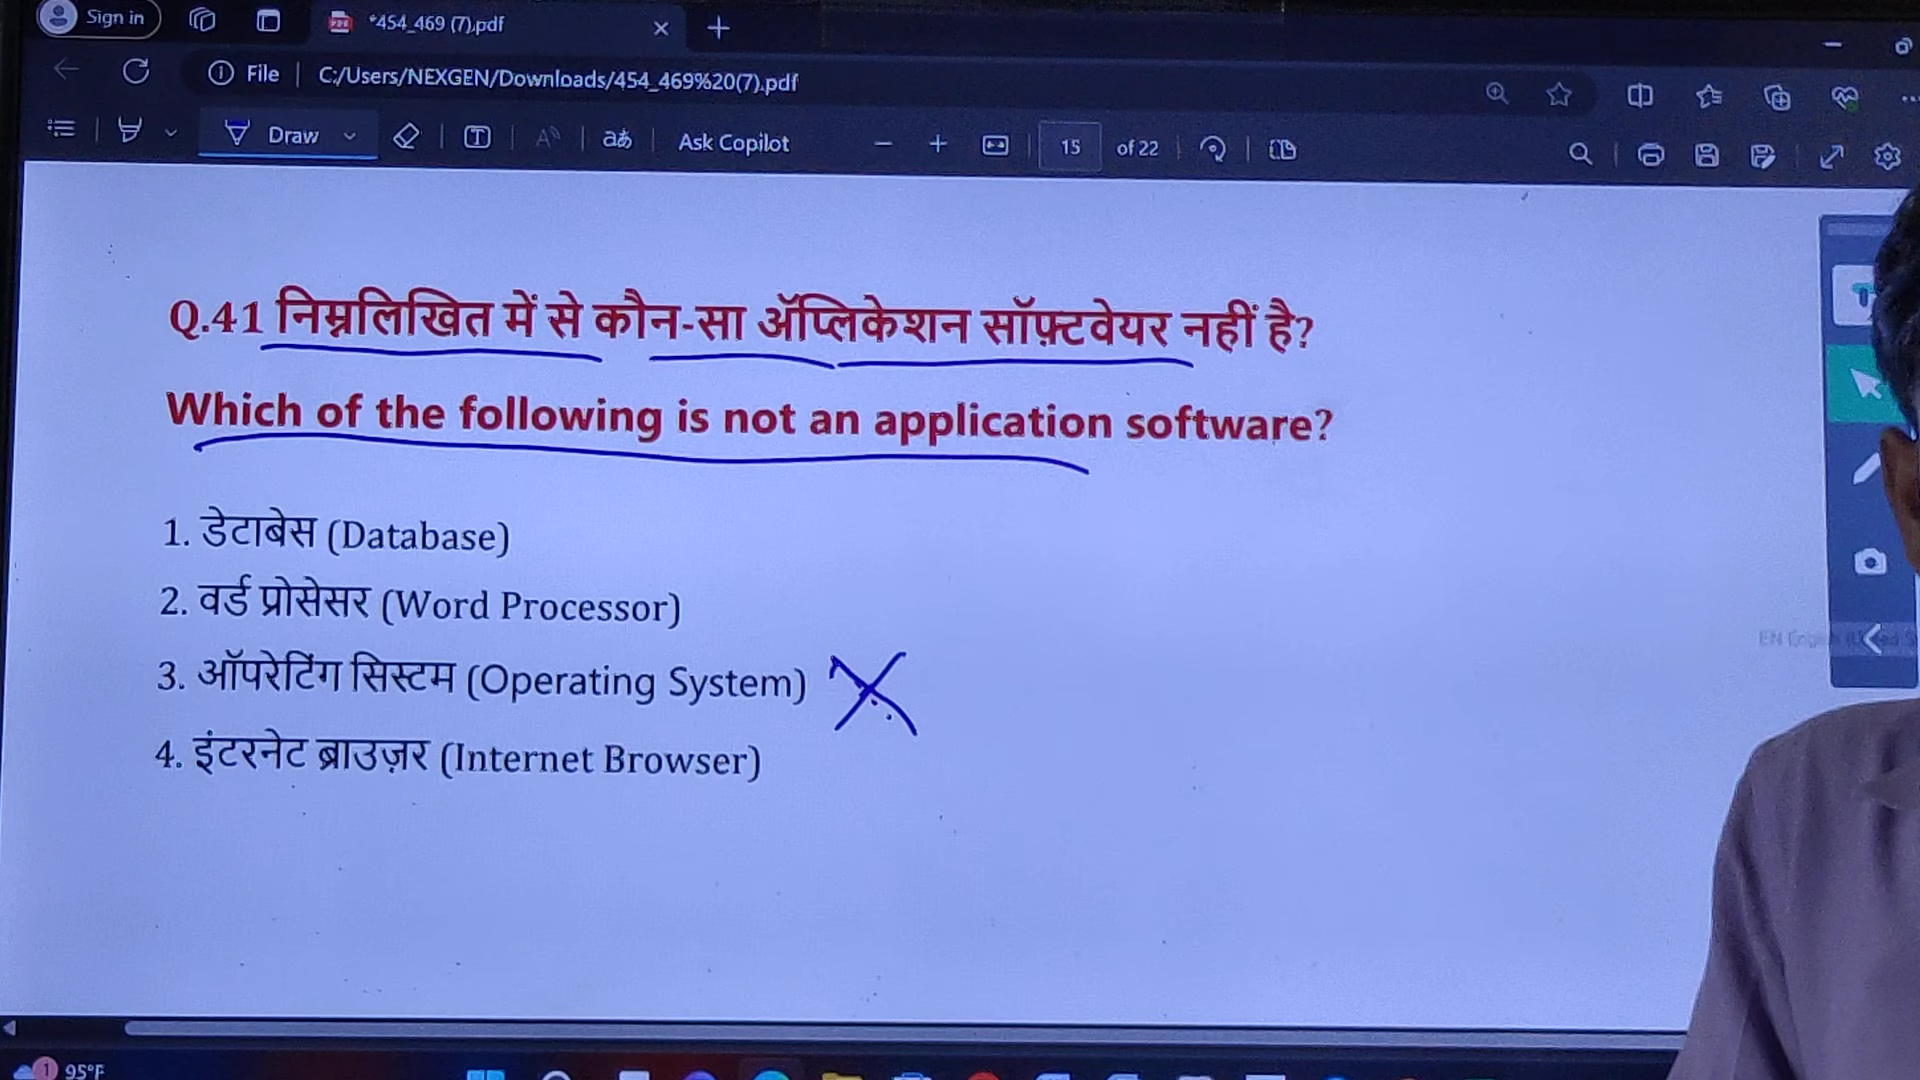 Sign in
*454_469 (7).pdf
File
C:/Users/NEXGEN/Downloads/454_469%20(7).pdf
Draw
Ask Copilot
15 of 22
Q.41 निम्नलिखित में से कौन-सा ॲप्लिकेशन सॉफ़्टवेयर नहीं है?
Which of the following is not an application software?
1. डेटाबेस (Database)
2. वर्ड प्रोसेसर (Word Processor)
3. ऑपरेटिंग सिस्टम (Operating System)
4. इंटरनेट ब्राउज़र (Internet Browser)
1 95°F